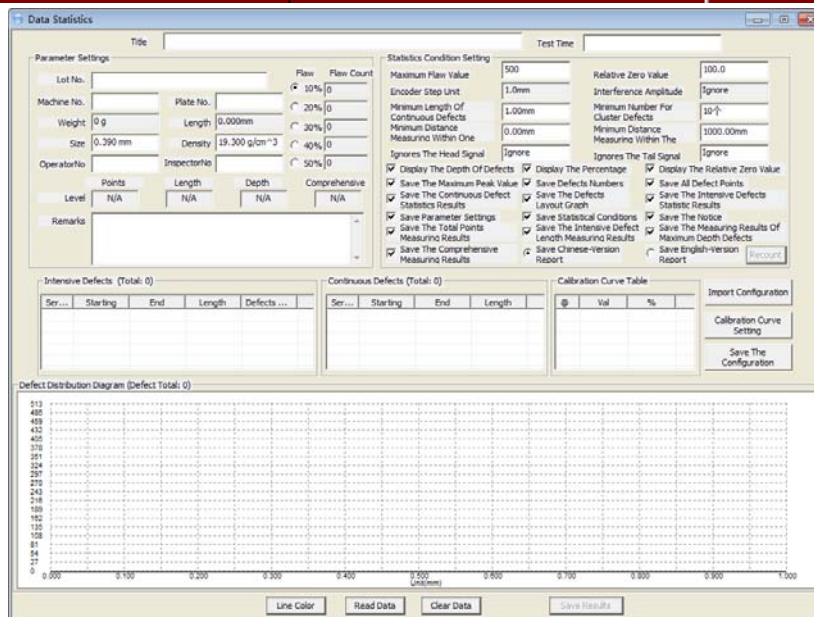 Data Statistics
Title
Test Time
Parameter Settings
Lot No.
Flaw Flaw Count
10% 0
Machine No.
Plate No.
20% 0
Weight 0 g
Length 0.000mm
30% 0
Size 0.390 mm
Density 19.300 g/cm^3
40% 0
OperatorNo
InspectorNo
50% 0
Points Length Depth Comprehensive
Level N/A N/A N/A N/A
Remarks
Statistics Condition Setting
Maximum Flaw Value 500
Relative Zero Value 100.0
Encoder Step Unit 1.0mm
Interference Amplitude Ignore
Minimum Length Of
Continuous Defects 1.00mm
Minimum Number For
Cluster Defects 10个
Minimum Distance
Measuring Within One 0.00mm
Minimum Distance
Measuring Within The 1000.00mm
Ignores The Head Signal Ignore
Ignores The Tail Signal Ignore
Display The Depth Of Defects
Display The Percentage
Display The Relative Zero Value
Save The Maximum Peak Value
Save Defects Numbers
Save All Defect Points
Save The Continuous Defect
Statistics Results
Save The Defects
Layout Graph
Save The Intensive Defects
Statistic Results
Save Parameter Settings
Save Statistical Conditions
Save The Notice
Save The Total Points
Measuring Results
Save The Intensive Defect
Length Measuring Results
Save The Measuring Results Of
Maximum Depth Defects
Save The Comprehensive
Measuring Results
Save Chinese-Version
Report
Save English-Version
Report
Recount
Intensive Defects (Total: 0)
Ser... Starting End Length Defects ...
Continuous Defects (Total: 0)
Ser... Starting End Length
Calibration Curve Table
@ Val %
Import Configuration
Calibration Curve
Setting
Save The
Configuration
Defect Distribution Diagram (Defect Total: 0)
513
486
459
432
405
378
351
324
297
270
243
216
189
162
135
108
81
54
27
0
0.000 0.100 0.200 0.300 0.400 0.500 0.600 0.700 0.800 0.900 1.000
Unit(mm)
Line Color
Read Data
Clear Data
Save Results